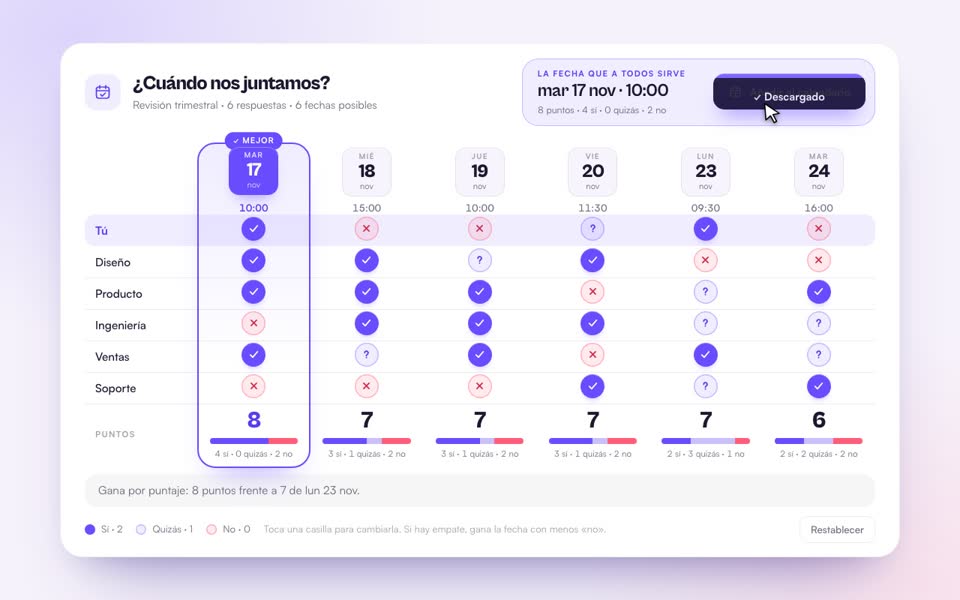 ¿Cuándo nos juntamos?
Revisión trimestral · 6 respuestas · 6 fechas posibles
LA FECHA QUE A TODOS SIRVE
mar 17 nov · 10:00
8 puntos · 4 sí · 0 quizás · 2 no
✓ Descargado
✓ MEJOR
MAR 17 nov 10:00
MIÉ 18 nov 15:00
JUE 19 nov 10:00
VIE 20 nov 11:30
LUN 23 nov 09:30
MAR 24 nov 16:00
Tú ✓ ✕ ✕ ? ✓ ✕
Diseño ✓ ✓ ? ✓ ✕ ✕
Producto ✓ ✓ ✓ ✕ ? ✓
Ingeniería ✕ ✓ ✓ ✓ ? ?
Ventas ✓ ? ✓ ✕ ✓ ?
Soporte ✕ ✕ ✕ ✓ ? ✓
PUNTOS 8 7 7 7 7 6
4 sí · 0 quizás · 2 no
3 sí · 1 quizás · 2 no
3 sí · 1 quizás · 2 no
3 sí · 1 quizás · 2 no
2 sí · 3 quizás · 1 no
2 sí · 2 quizás · 2 no
Gana por puntaje: 8 puntos frente a 7 de lun 23 nov.
Sí · 2 Quizás · 1 No · 0 Toca una casilla para cambiarla. Si hay empate, gana la fecha con menos «no».
Restablecer